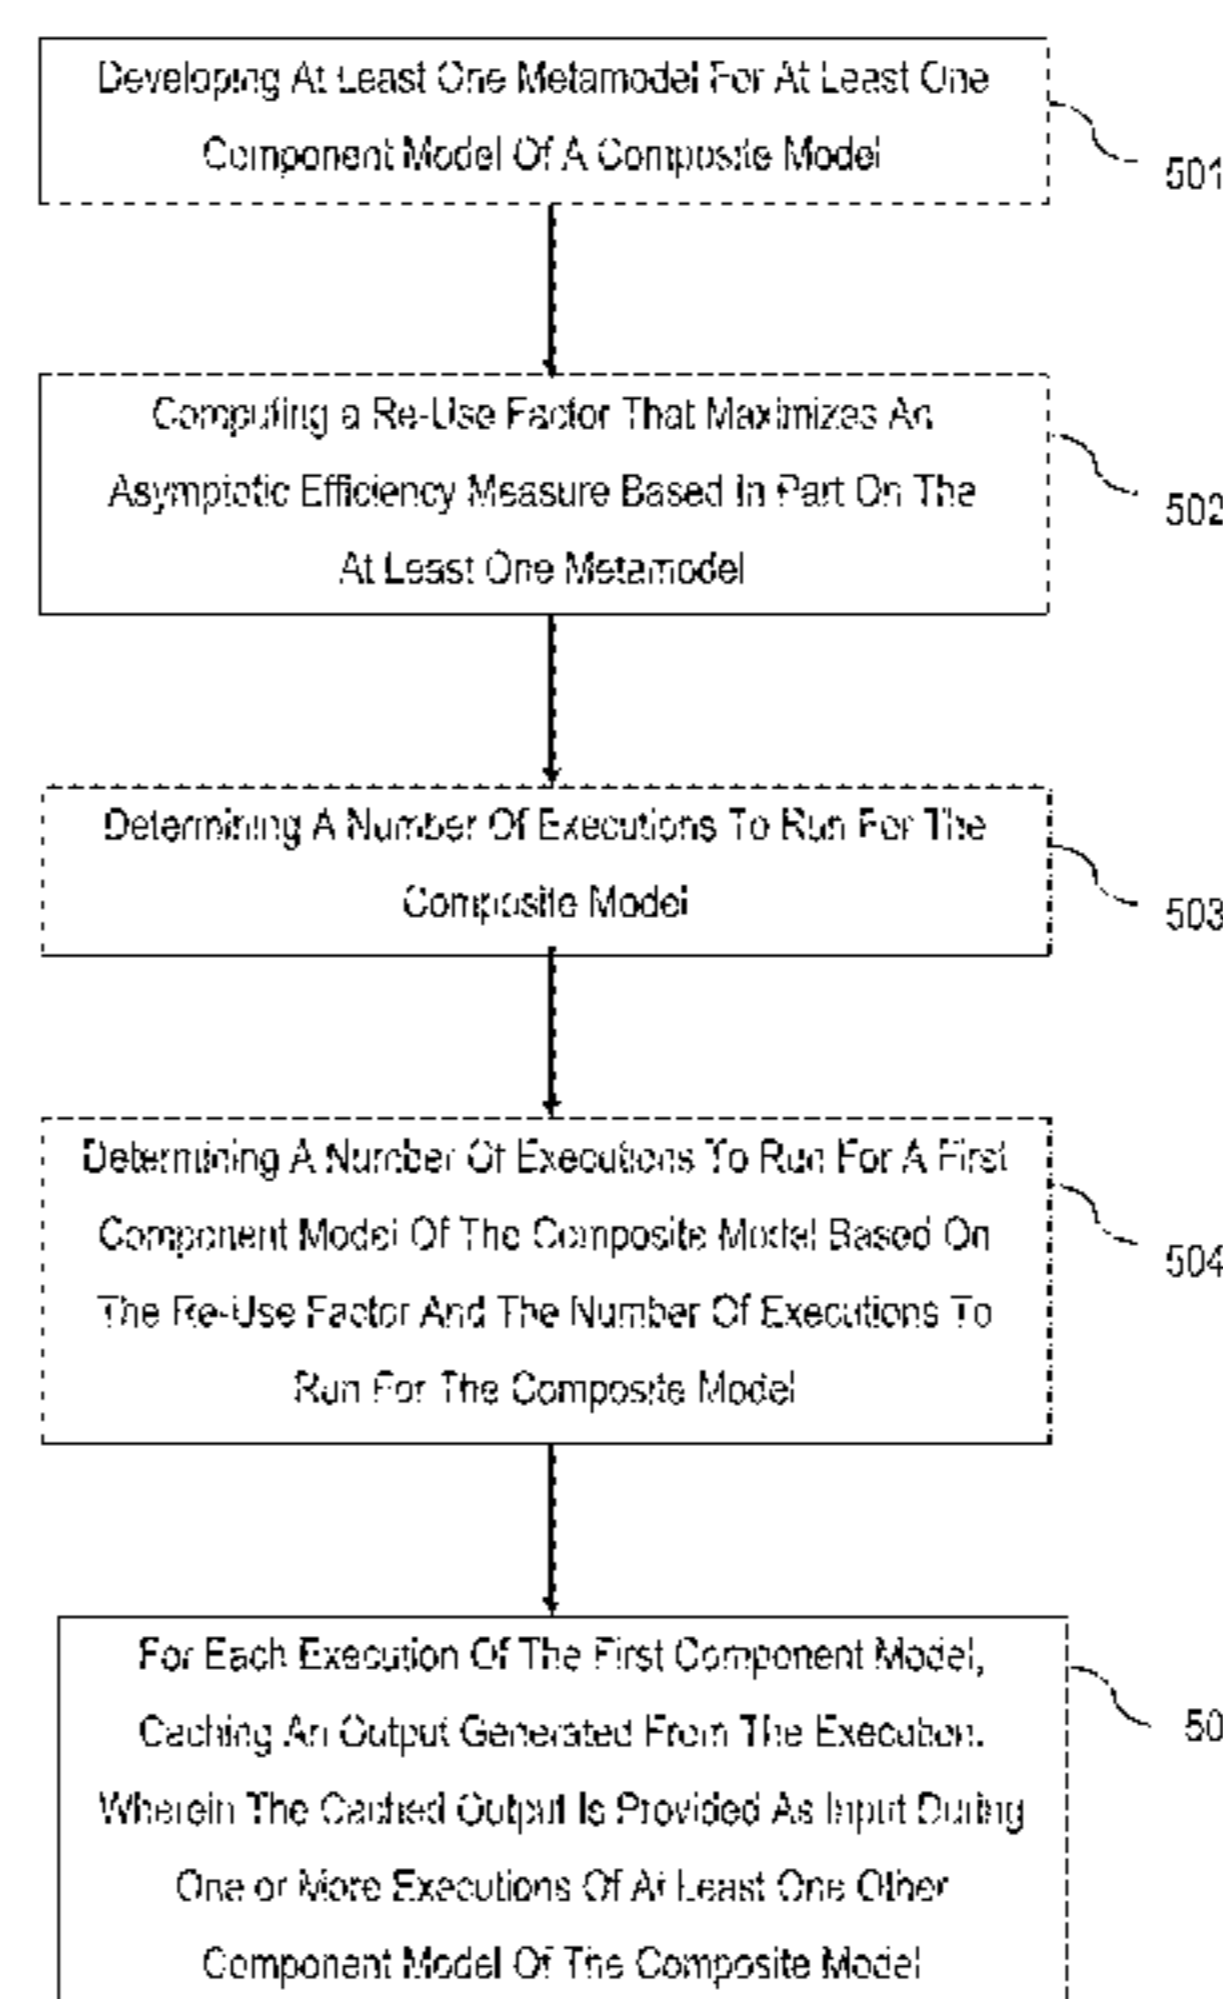 Developing At Least One Metamodel For At Least One
Component Model Of A Composite Model
501
Computing a Re-Use Factor That Maximizes An
Asymptotic Efficiency Measure Based In Part On The
At Least One Metamodel
502
Determining A Number Of Executions To Run For The
Composite Model
503
Determining A Number Of Executions To Run For A First
Component Model Of The Composite Model Based On
The Re-Use Factor And The Number Of Executions To
Run For The Composite Model
504
For Each Execution Of The First Component Model,
Caching An Output Generated From The Execution.
Wherein The Cached Output Is Provided As Input During
One or More Executions Of At Least One Other
Component Model Of The Composite Model
50